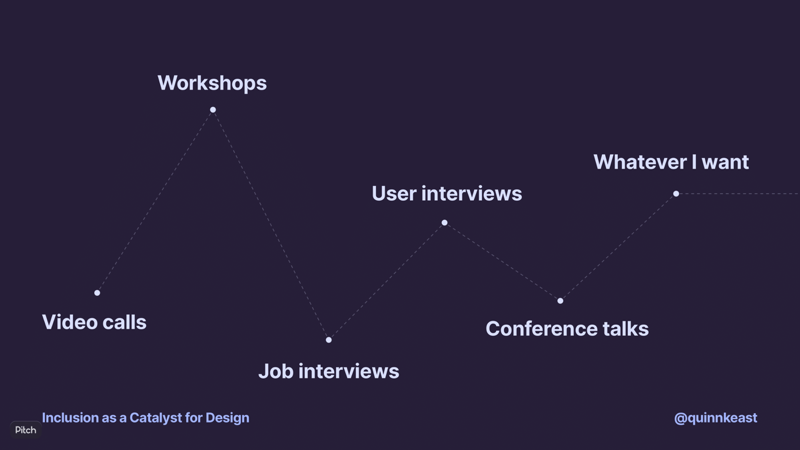 Workshops
Whatever I want
User interviews
Video calls
Conference talks
Job interviews
Inclusion as a Catalyst for Design
@quinnkeast
Pitch